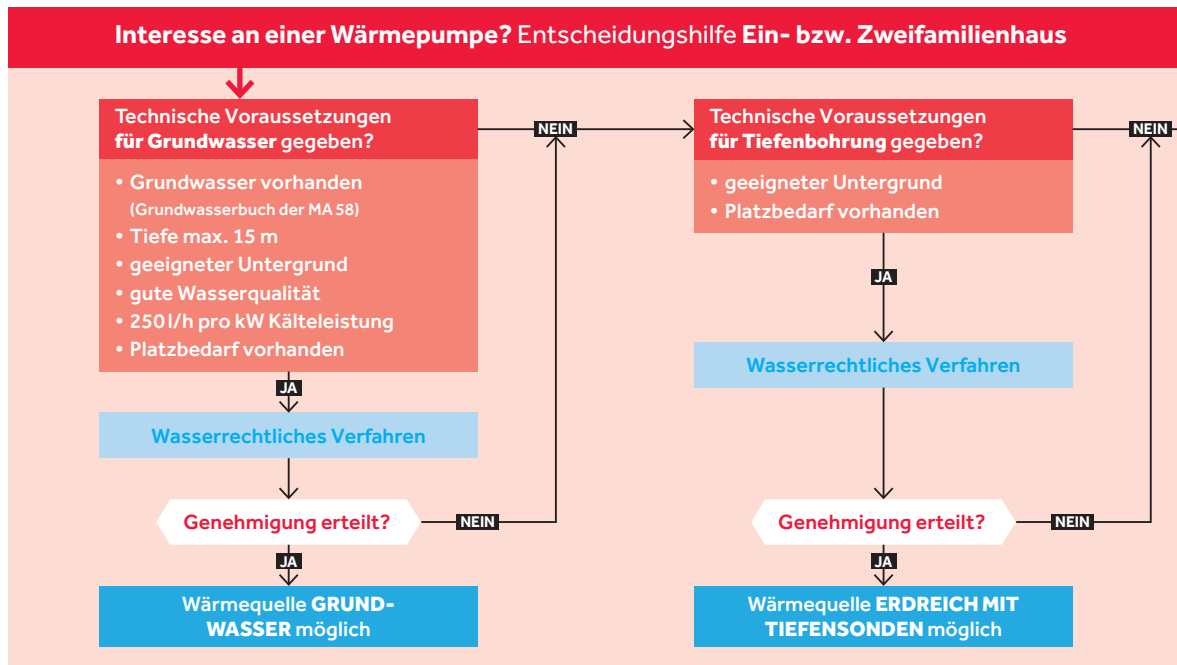 Interesse an einer Wärmepumpe? Entscheidungshilfe Ein- bzw. Zweifamilienhaus
Technische Voraussetzungen
für Grundwasser gegeben?
• Grundwasser vorhanden
(Grundwasserbuch der MA 58)
• Tiefe max. 15 m
• geeigneter Untergrund
• gute Wasserqualität
• 250 l/h pro kW Kälteleistung
• Platzbedarf vorhanden
JA
Wasserrechtliches Verfahren
Genehmigung erteilt?
NEIN
JA
Wärmequelle GRUND-
WASSER möglich
NEIN
Technische Voraussetzungen
für Tiefenbohrung gegeben?
• geeigneter Untergrund
• Platzbedarf vorhanden
JA
Wasserrechtliches Verfahren
Genehmigung erteilt?
NEIN
JA
Wärmequelle ERDREICH MIT
TIEFENSONDEN möglich
NEIN